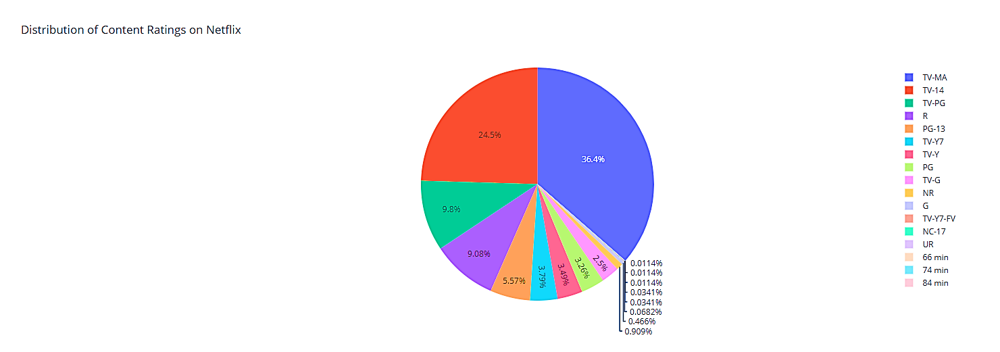 Distribution of Content Ratings on Netflix
36.4%
24.5%
9.8%
9.08%
5.57%
3.79%
3.49%
3.26%
2.5%
0.0114%
0.0114%
0.0114%
0.0341%
0.0341%
0.0682%
0.466%
0.909%
TV-MA
TV-14
TV-PG
R
PG-13
TV-Y7
TV-Y
PG
TV-G
NR
G
TV-Y7-FV
NC-17
UR
66 min
74 min
84 min